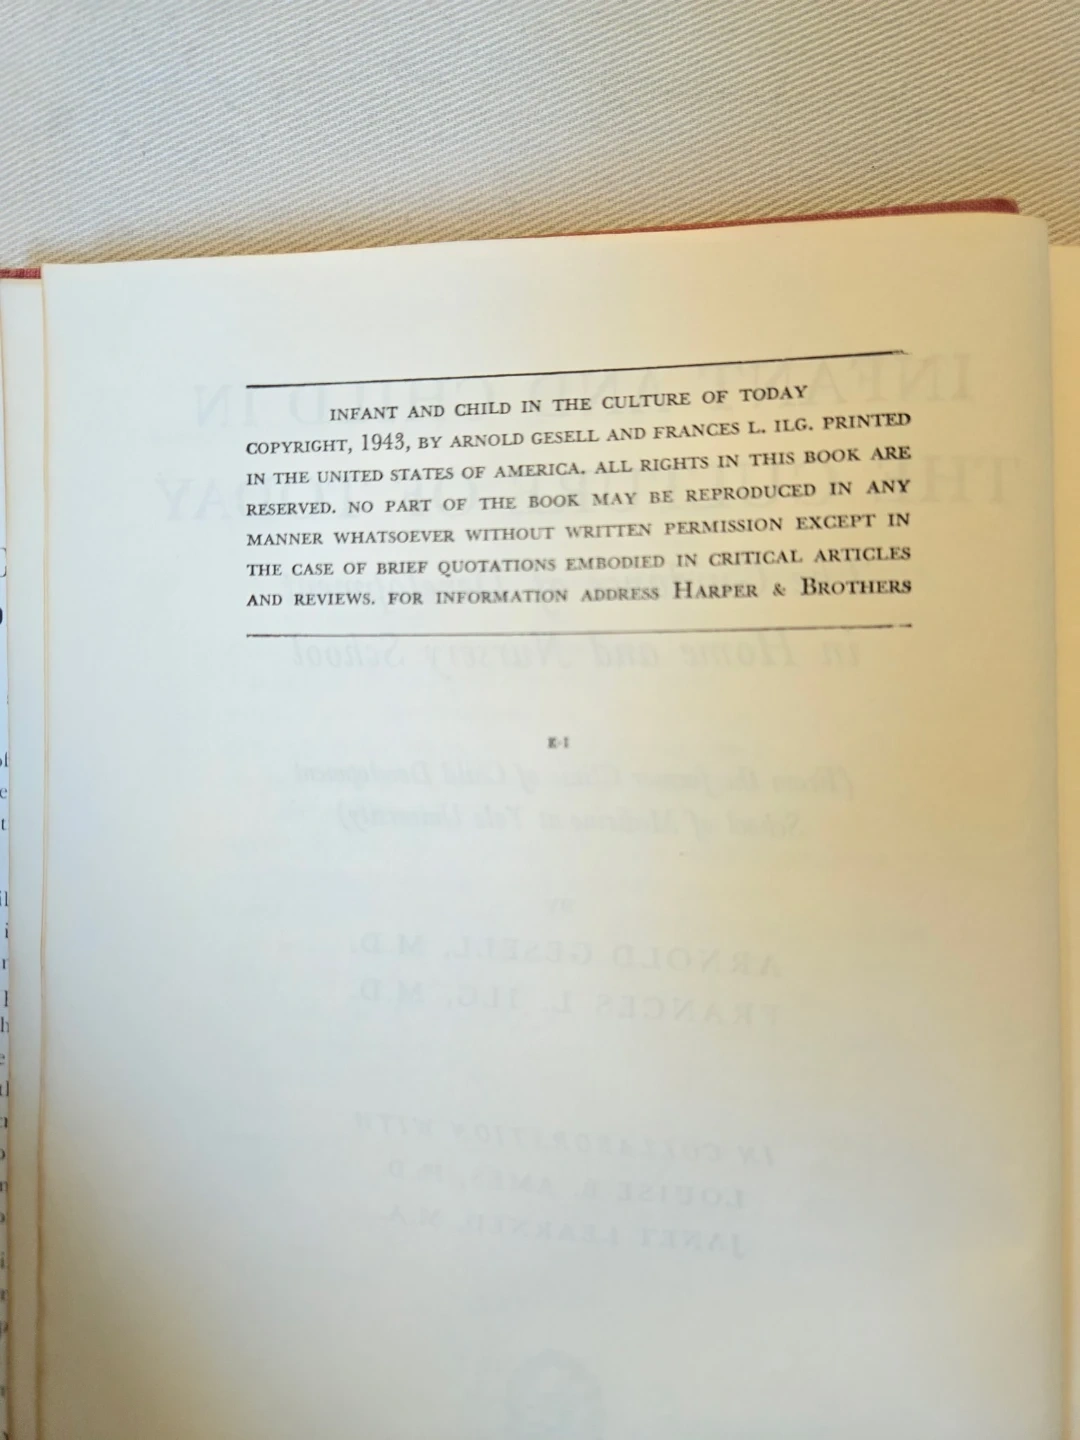 INFANT AND CHILD IN THE CULTURE OF TODAY
COPYRIGHT, 1943, BY ARNOLD GESELL AND FRANCES L. ILG. PRINTED
IN THE UNITED STATES OF AMERICA. ALL RIGHTS IN THIS BOOK ARE
RESERVED. NO PART OF THE BOOK MAY BE REPRODUCED IN ANY
MANNER WHATSOEVER WITHOUT WRITTEN PERMISSION EXCEPT IN
THE CASE OF BRIEF QUOTATIONS EMBODIED IN CRITICAL ARTICLES
AND REVIEWS. FOR INFORMATION ADDRESS HARPER & BROTHERS
E-I